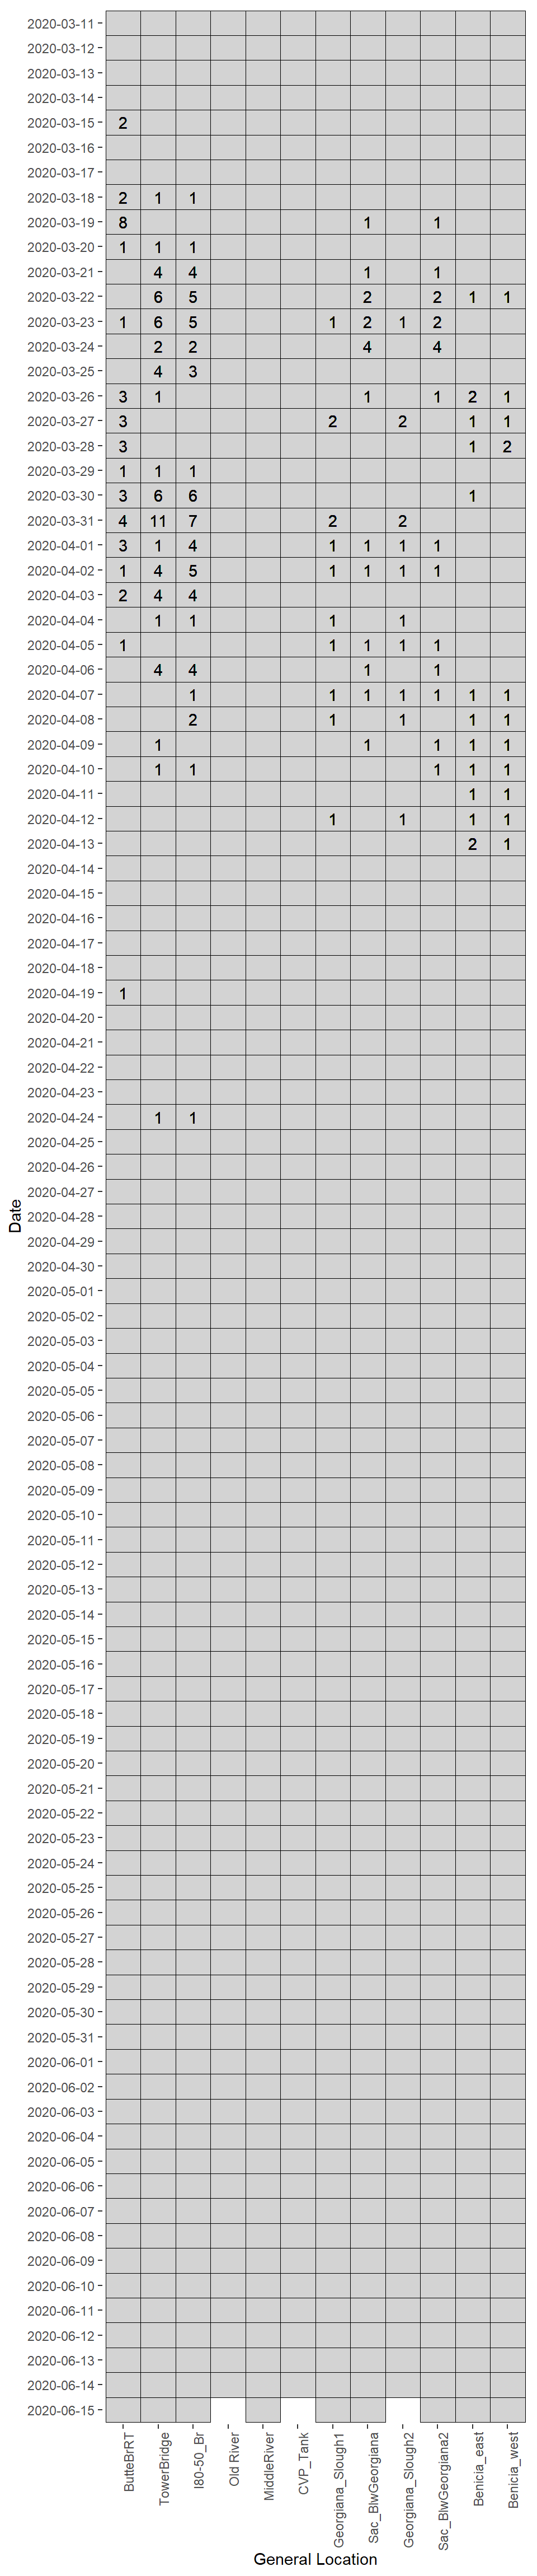 2020-03-11
2020-03-12
2020-03-13
2020-03-14
2020-03-15 2
2020-03-16
2020-03-17
2020-03-18 2 1 1
2020-03-19 8 1 1
2020-03-20 1 1 1
2020-03-21 4 4 1 1
2020-03-22 6 5 2 2 1 1
2020-03-23 1 6 5 1 2 1 2
2020-03-24 2 2 4 4
2020-03-25 4 3
2020-03-26 3 1 1 1 2 1
2020-03-27 3 2 2 1 1
2020-03-28 3 1 2
2020-03-29 1 1 1
2020-03-30 3 6 6 1
2020-03-31 4 11 7 2 2
2020-04-01 3 1 4 1 1 1 1
2020-04-02 1 4 5 1 1 1 1
2020-04-03 2 4 4
2020-04-04 1 1 1 1
2020-04-05 1 1 1 1 1
2020-04-06 4 4 1 1
2020-04-07 1 1 1 1 1 1 1
2020-04-08 2 1 1 1 1
2020-04-09 1 1 1 1 1
2020-04-10 1 1 1 1 1
2020-04-11 1 1
2020-04-12 1 1 1 1
2020-04-13 2 1
2020-04-14
2020-04-15
2020-04-16
2020-04-17
2020-04-18
2020-04-19 1
2020-04-20
2020-04-21
2020-04-22
2020-04-23
2020-04-24 1 1
2020-04-25
2020-04-26
2020-04-27
2020-04-28
2020-04-29
2020-04-30
2020-05-01
2020-05-02
2020-05-03
2020-05-04
2020-05-05
2020-05-06
2020-05-07
2020-05-08
2020-05-09
2020-05-10
2020-05-11
2020-05-12
2020-05-13
2020-05-14
2020-05-15
2020-05-16
2020-05-17
2020-05-18
2020-05-19
2020-05-20
2020-05-21
2020-05-22
2020-05-23
2020-05-24
2020-05-25
2020-05-26
2020-05-27
2020-05-28
2020-05-29
2020-05-30
2020-05-31
2020-06-01
2020-06-02
2020-06-03
2020-06-04
2020-06-05
2020-06-06
2020-06-07
2020-06-08
2020-06-09
2020-06-10
2020-06-11
2020-06-12
2020-06-13
2020-06-14
2020-06-15
Date
ButteBrRT
TowerBridge
I80-50_Br
Old River
MiddleRiver
CVP_Tank
Georgiana_Slough1
Sac_BlwGeorgiana
Georgiana_Slough2
Sac_BlwGeorgiana2
Benicia_east
Benicia_west
General Location